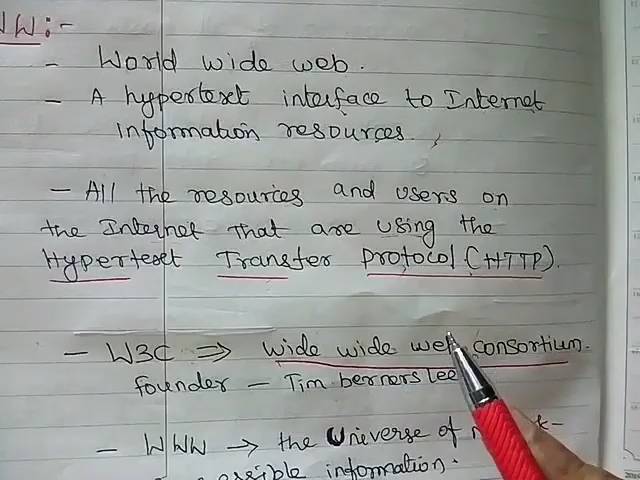 WW:-
- World wide web.
- A hypertext interface to Internet
information resources.
- All the resources and users on
the Internet that are using the
Hypertext Transfer Protocol (HTTP).
- W3C ⇒ wide wide web consortium.
founder - Tim berners lee
- WWW → the Universe of
information.